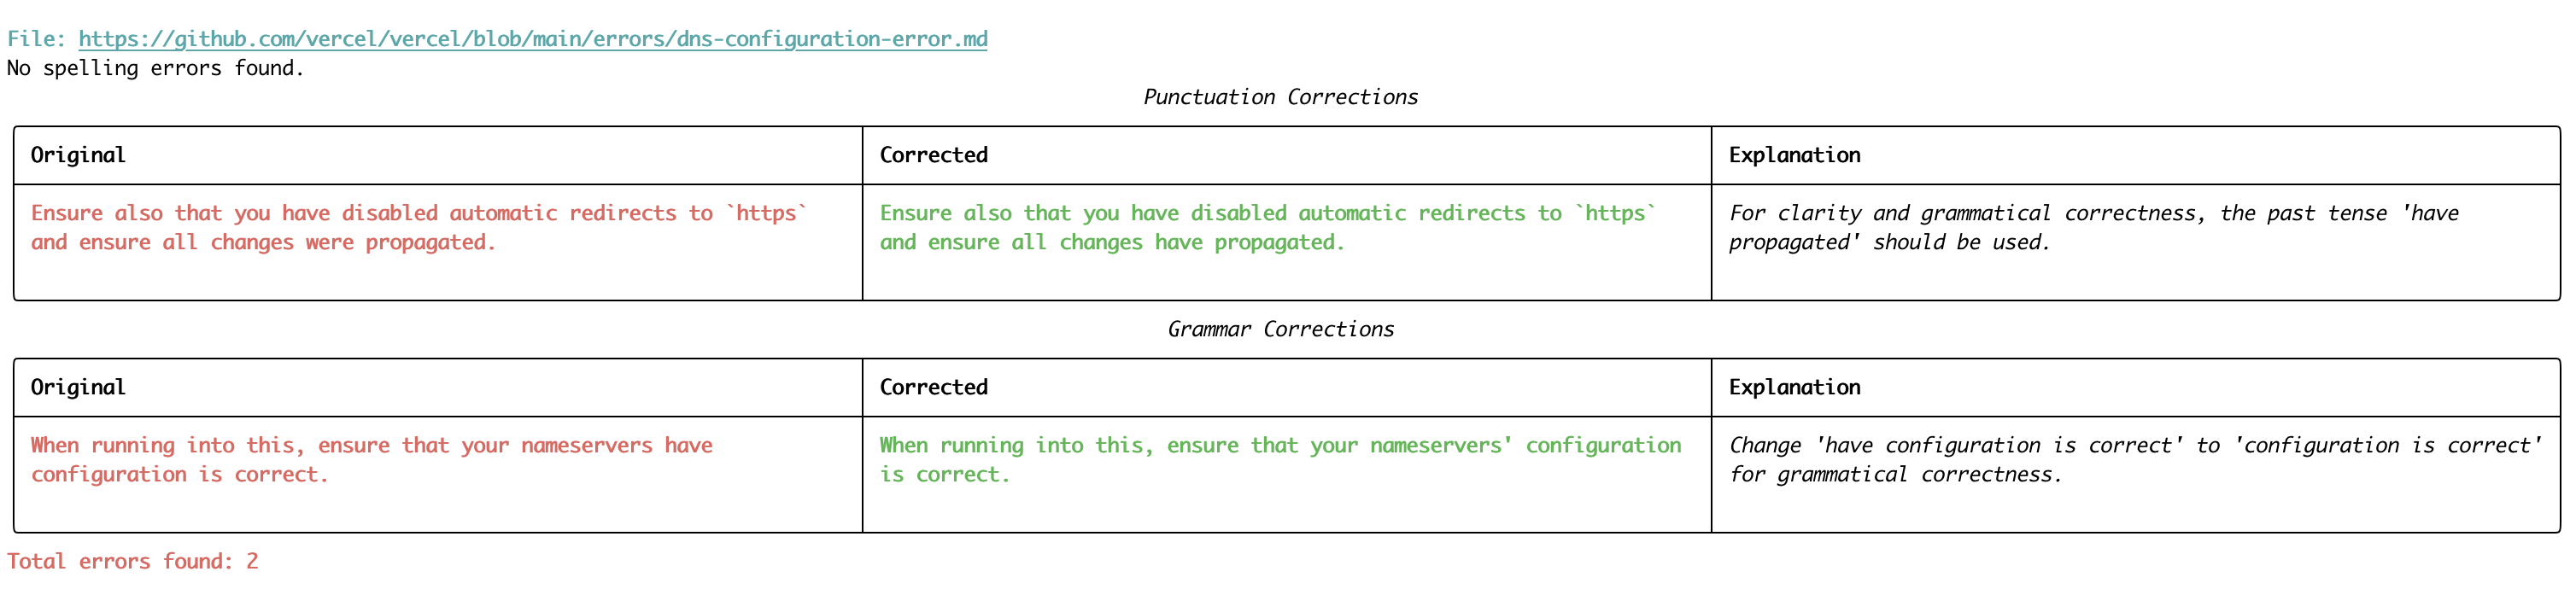 File: https://github.com/vercel/vercel/blob/main/errors/dns-configuration-error.md
No spelling errors found.
Punctuation Corrections
Original
Corrected
Explanation
Ensure also that you have disabled automatic redirects to `https`
and ensure all changes were propagated.
Ensure also that you have disabled automatic redirects to `https`
and ensure all changes have propagated.
For clarity and grammatical correctness, the past tense 'have
propagated' should be used.
Grammar Corrections
Original
Corrected
Explanation
When running into this, ensure that your nameservers have
configuration is correct.
When running into this, ensure that your nameservers' configuration
is correct.
Change 'have configuration is correct' to 'configuration is correct'
for grammatical correctness.
Total errors found: 2